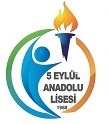 5 EYLÜL
ANADOLU
LİSESİ
1968